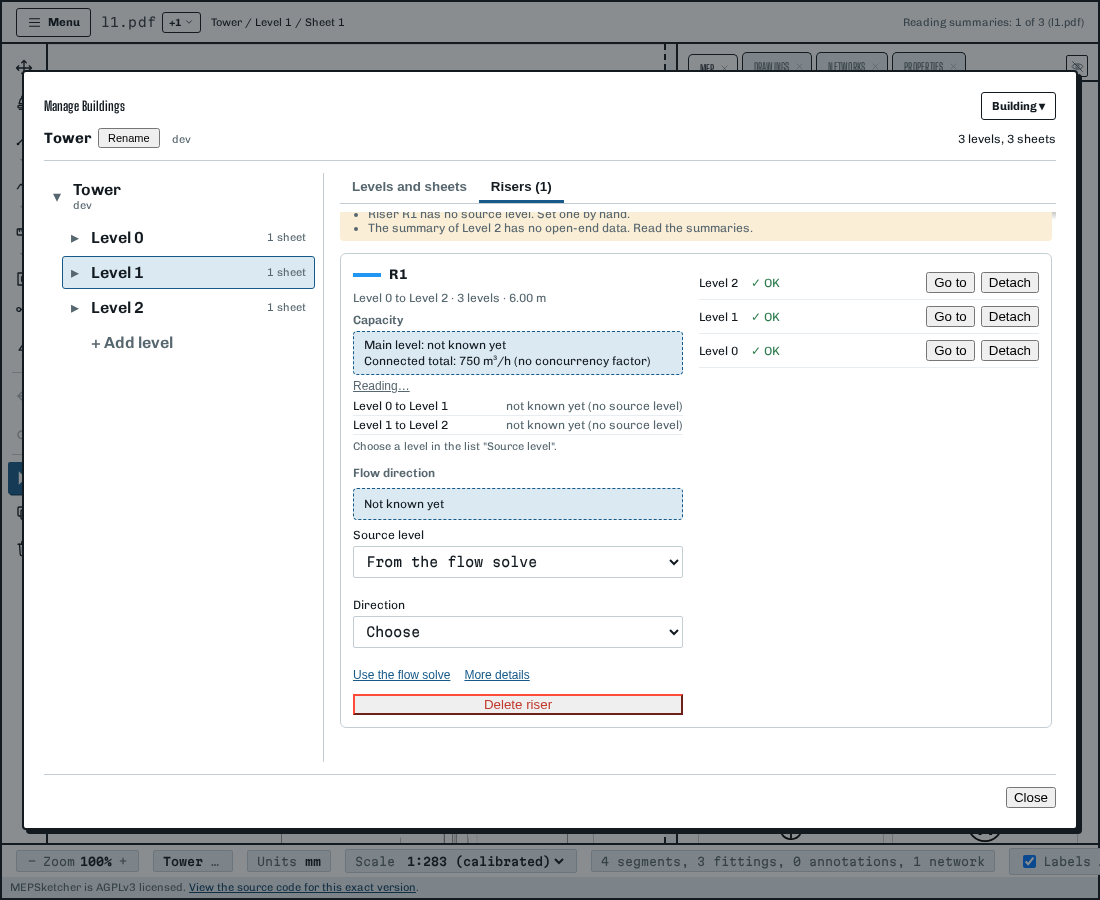 Menu
l1.pdf
+1
Tower / Level 1 / Sheet 1
Reading summaries: 1 of 3 (l1.pdf)
MEP
DRAWINGS
NETWORKS
PROPERTIES
Manage Buildings
Building ▾
Tower
Rename
dev
3 levels, 3 sheets
▼ Tower
dev
▶ Level 0 1 sheet
▶ Level 1 1 sheet
▶ Level 2 1 sheet
+ Add level
Levels and sheets
Risers (1)
• Riser R1 has no source level. Set one by hand.
• The summary of Level 2 has no open-end data. Read the summaries.
R1
Level 0 to Level 2 · 3 levels · 6.00 m
Capacity
Main level: not known yet
Connected total: 750 m³/h (no concurrency factor)
Reading…
Level 0 to Level 1 not known yet (no source level)
Level 1 to Level 2 not known yet (no source level)
Choose a level in the list "Source level".
Flow direction
Not known yet
Source level
From the flow solve
Direction
Choose
Use the flow solve More details
Delete riser
Level 2 ✓ OK Go to Detach
Level 1 ✓ OK Go to Detach
Level 0 ✓ OK Go to Detach
Close
− Zoom 100% +
Tower …
Units mm
Scale 1:283 (calibrated)
4 segments, 3 fittings, 0 annotations, 1 network
Labels
MEPSketcher is AGPLv3 licensed. View the source code for this exact version.